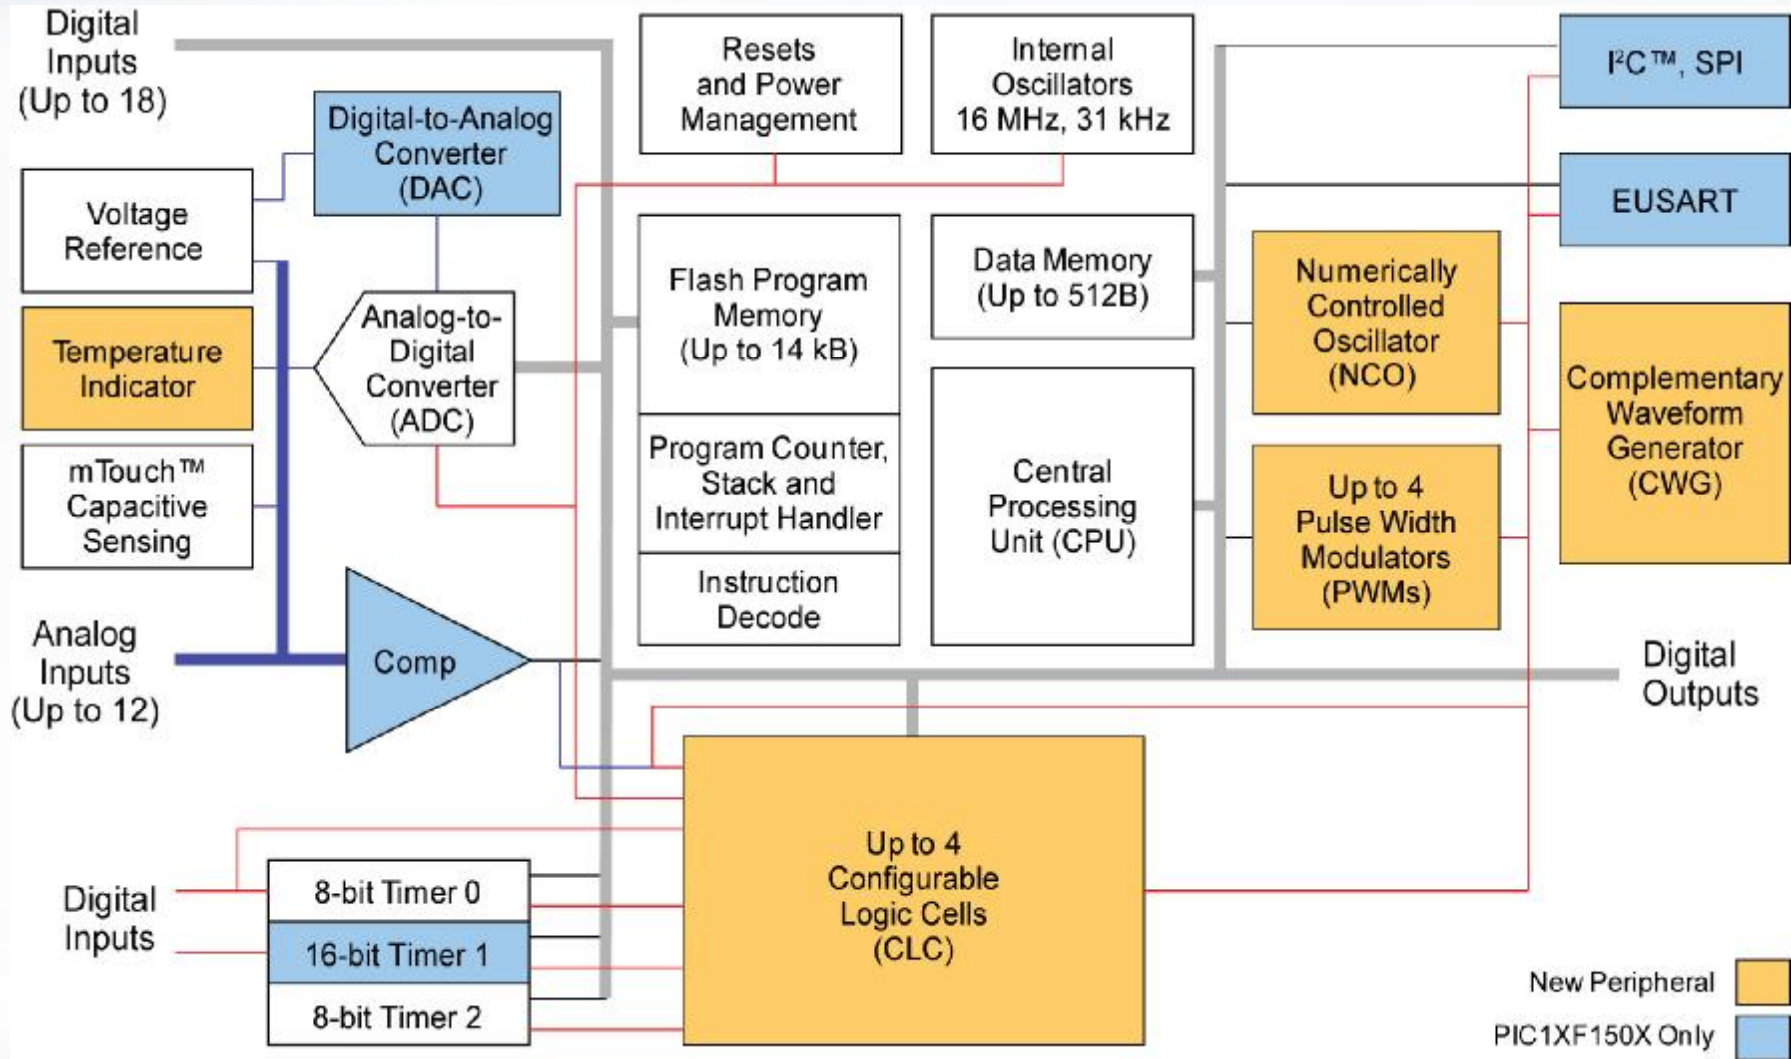 Digital
Inputs
(Up to 18)
Digital-to-Analog
Converter
(DAC)
Resets
and Power
Management
Internal
Oscillators
16 MHz, 31 kHz
I²C™, SPI
EUSART
Voltage
Reference
Temperature
Indicator
mTouch™
Capacitive
Sensing
Analog-to-
Digital
Converter
(ADC)
Flash Program
Memory
(Up to 14 kB)
Program Counter,
Stack and
Interrupt Handler
Instruction
Decode
Data Memory
(Up to 512B)
Central
Processing
Unit (CPU)
Numerically
Controlled
Oscillator
(NCO)
Up to 4
Pulse Width
Modulators
(PWMs)
Complementary
Waveform
Generator
(CWG)
Analog
Inputs
(Up to 12)
Comp
Digital
Outputs
Digital
Inputs
8-bit Timer 0
16-bit Timer 1
8-bit Timer 2
Up to 4
Configurable
Logic Cells
(CLC)
New Peripheral
PIC1XF150X Only